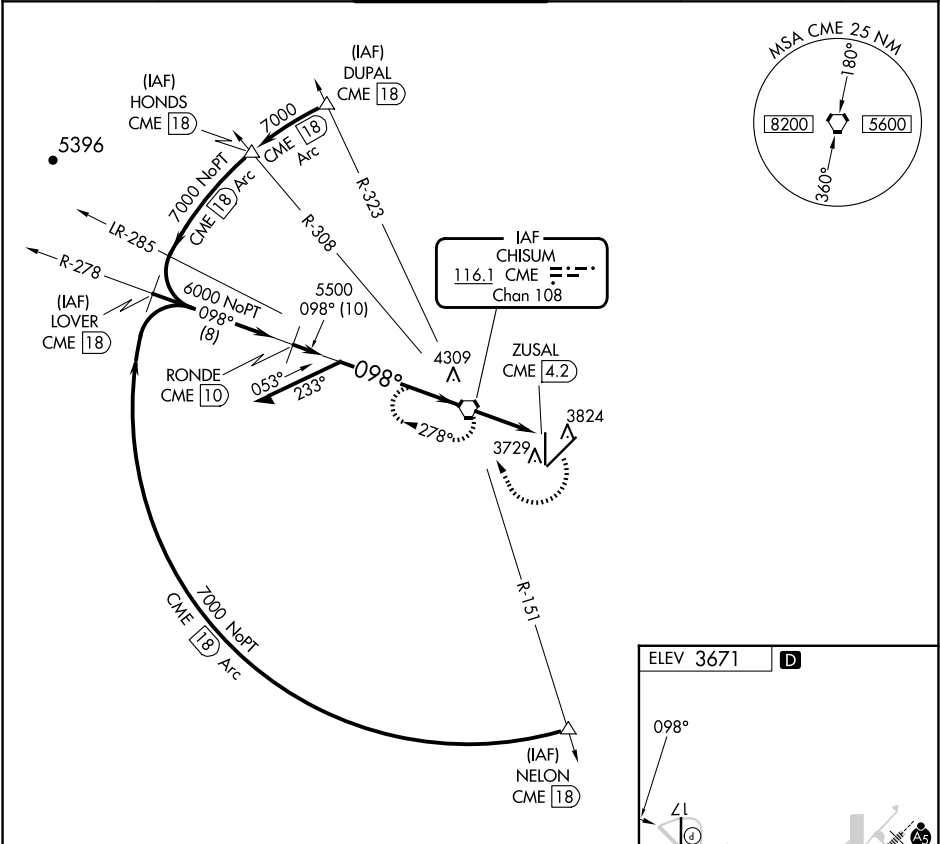 MSA CME 25 NM
180°
8200
5600
360°
(IAF)
DUPAL
CME 18
(IAF)
HONDS
CME 18
7000
CME 18
Arc
5396
7000 NoPT
CME 18 Arc
R-323
R-308
LR-285
R-278
IAF
CHISUM
116.1 CME
Chan 108
(IAF)
LOVER
CME 18
6000 NoPT
098°
(8)
5500
098° (10)
RONDE
CME 10
053°
233°
098°
4309
ZUSAL
CME 4.2
278°
3729
3824
R-151
7000 NoPT
CME 18 Arc
(IAF)
NELON
CME 18
ELEV 3671
D
098°
17
P
A5